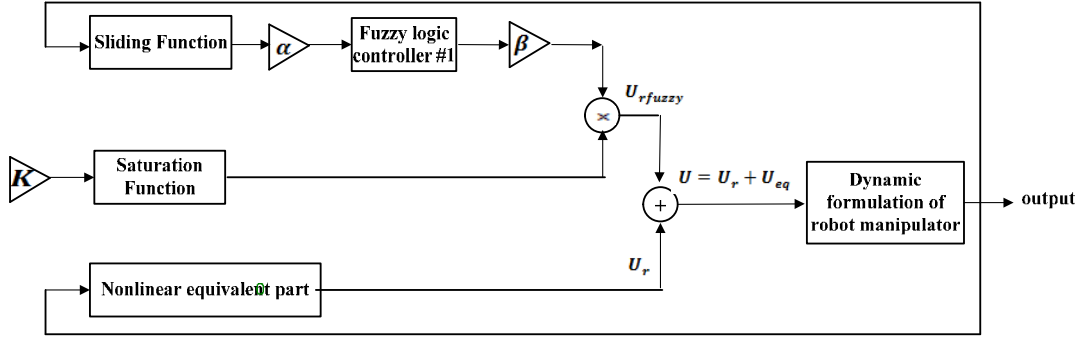 Sliding Function
α
Fuzzy logic
controller #1
β
U_rfuzzy
×
K
Saturation
Function
+
U = U_r + U_eq
Dynamic
formulation of
robot manipulator
output
U_r
Nonlinear equivalent part
0